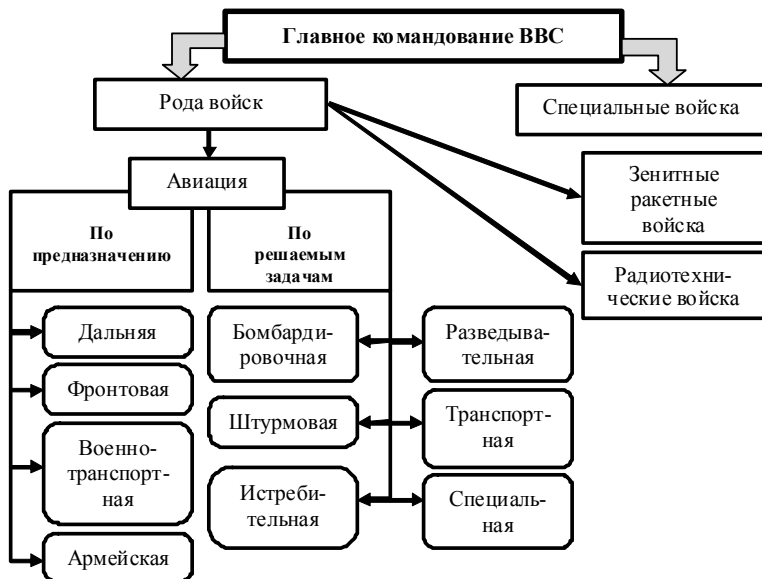 Главное командование ВВС
Рода войск
Специальные войска
Авиация
Зенитные
ракетные
войска
По
предназначению
По
решаемым
задачам
Радиотехни-
ческие войска
Дальняя
Фронтовая
Военно-
транспорт-
ная
Армейская
Бомбарди-
ровочная
Штурмовая
Истреби-
тельная
Разведыва-
тельная
Транспорт-
ная
Специаль-
ная